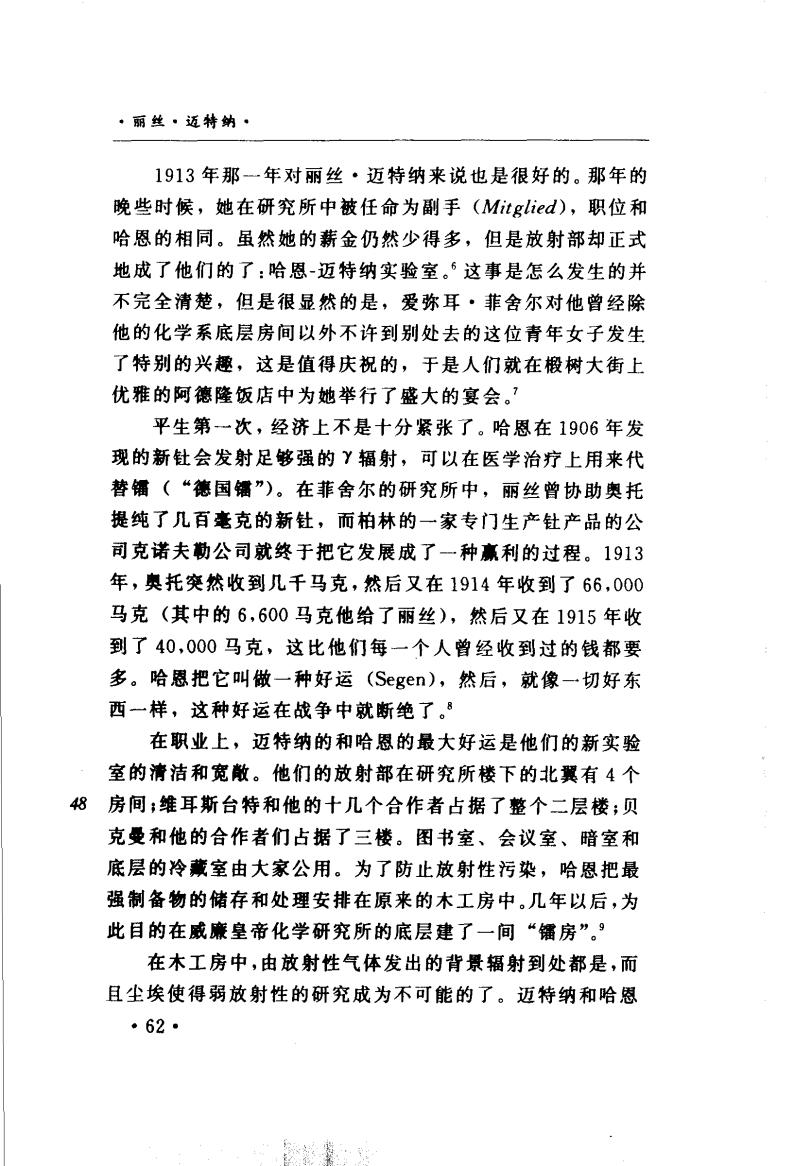 ·丽丝·迈特纳·
1913 年那一年对丽丝·迈特纳来说也是很好的。那年的
晚些时候，她在研究所中被任命为副手（Mitglied），职位和
哈恩的相同。虽然她的薪金仍然少得多，但是放射部却正式
地成了他们的了：哈恩-迈特纳实验室。⁶ 这事是怎么发生的并
不完全清楚，但是很显然的是，爱弥耳·菲舍尔对他曾经除
他的化学系底层房间以外不许到别处去的这位青年女子发生
了特别的兴趣，这是值得庆祝的，于是人们就在椴树大街上
优雅的阿德隆饭店中为她举行了盛大的宴会。⁷
平生第一次，经济上不是十分紧张了。哈恩在 1906 年发
现的新钍会发射足够强的 γ 辐射，可以在医学治疗上用来代
替镭（“德国镭”）。在菲舍尔的研究所中，丽丝曾协助奥托
提纯了几百毫克的新钍，而柏林的一家专门生产钍产品的公
司克诺夫勒公司就终于把它发展成了一种赢利的过程。1913
年，奥托突然收到几千马克，然后又在 1914 年收到了 66,000
马克（其中的 6,600 马克他给了丽丝），然后又在 1915 年收
到了 40,000 马克，这比他们每一个人曾经收到过的钱都要
多。哈恩把它叫做一种好运（Segen），然后，就像一切好东
西一样，这种好运在战争中就断绝了。⁸
在职业上，迈特纳的和哈恩的最大好运是他们的新实验
室的清洁和宽敞。他们的放射部在研究所楼下的北翼有 4 个
48 房间；维耳斯台特和他的十几个合作者占据了整个二层楼；贝
克曼和他的合作者们占据了三楼。图书室、会议室、暗室和
底层的冷藏室由大家公用。为了防止放射性污染，哈恩把最
强制备物的储存和处理安排在原来的木工房中。几年以后，为
此目的在威廉皇帝化学研究所的底层建了一间“镭房”。⁹
在木工房中，由放射性气体发出的背景辐射到处都是，而
且尘埃使得弱放射性的研究成为不可能的了。迈特纳和哈恩
·62·